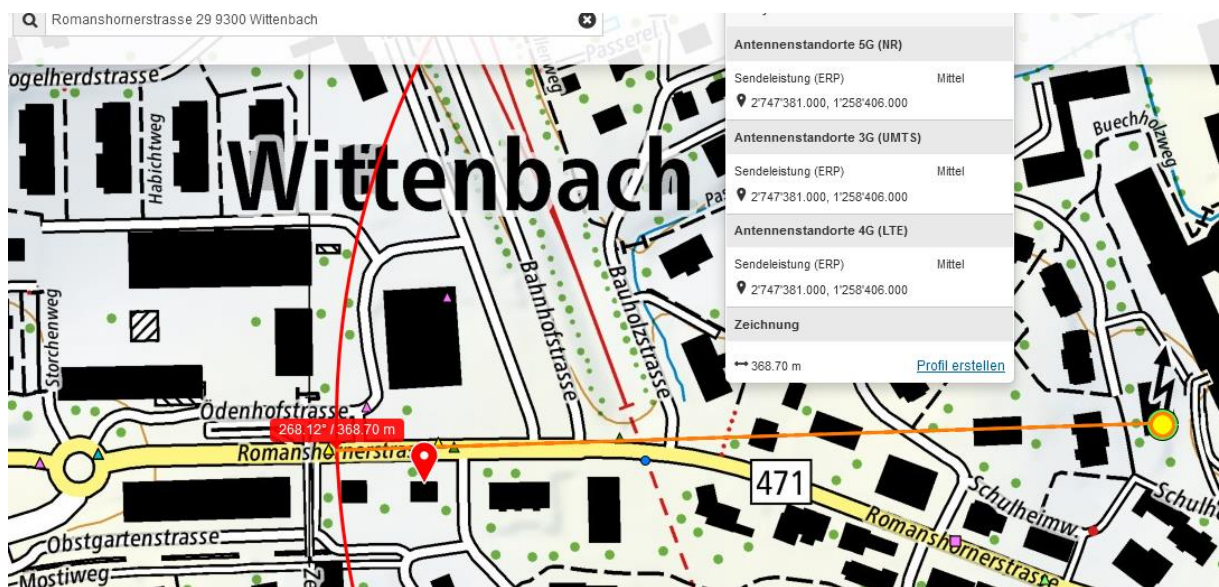 Romanshornerstrasse 29 9300 Wittenbach
Antennenstandorte 5G (NR)
Sendeleistung (ERP) Mittel
2'747'381.000, 1'258'406.000
Antennenstandorte 3G (UMTS)
Sendeleistung (ERP) Mittel
2'747'381.000, 1'258'406.000
Antennenstandorte 4G (LTE)
Sendeleistung (ERP) Mittel
2'747'381.000, 1'258'406.000
Zeichnung
368.70 m Profil erstellen
Passerel
ogelherdstrasse
Habichtweg
Wittenbach
Buechholzweg
Storchenweg
Bahnhofstrasse
Bauholzstrasse
Ödenhofstrasse
268.12° / 368.70 m
Romanshornerstra
471
Schulheimw.
Romanshornerstrasse
Obstgartenstrasse
Mostiweg